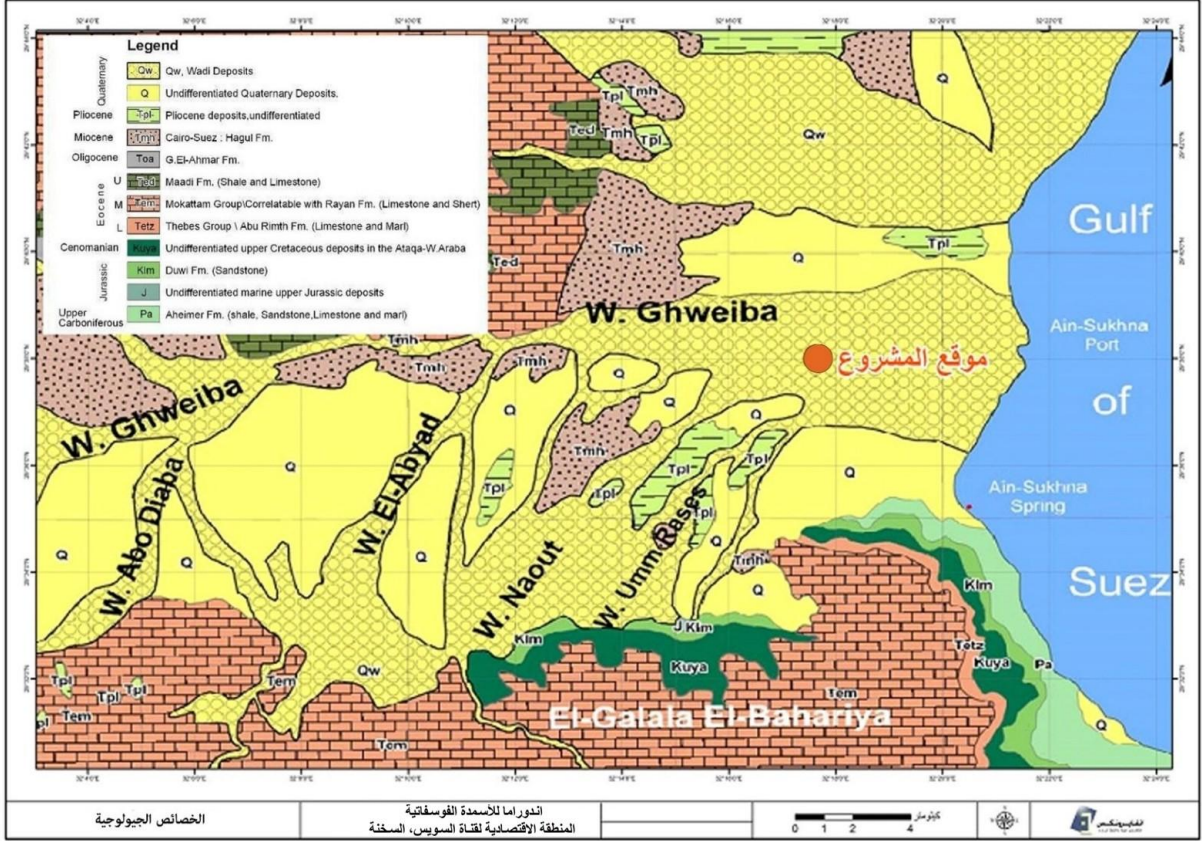 Legend
Quaternary
Qw Qw, Wadi Deposits
Q Undifferentiated Quaternary Deposits.
Pliocene Tpl Pliocene deposits,undifferentiated
Miocene Tmh Cairo-Suez : Hagul Fm.
Oligocene Toa G.El-Ahmar Fm.
Eocene
U Ted Maadi Fm. (Shale and Limestone)
M Tem Mokattam Group\Correlatable with Rayan Fm. (Limestone and Shert)
L Tetz Thebes Group \ Abu Rimth Fm. (Limestone and Marl)
Cenomanian Kuya Undifferentiated upper Cretaceous deposits in the Ataqa-W.Araba
Jurassic
Klm Duwi Fm. (Sandstone)
J Undifferentiated marine upper Jurassic deposits
Upper Carboniferous Pa Aheimer Fm. (shale, Sandstone,Limestone and marl)
Tpl Tmh
Q
Ted Tmh Tpl
Qw
Gulf
Tmh
Q
Tpl
Ted
W. Ghweiba
Ain-Sukhna
Port
Tmh
موقع المشروع
Tmh
Tmh
Q
of
W. Ghweiba
Q
Q
Q
Tmh
Q
Tpl
Tpl
Q
Tpl
Tpl
Tpl
Ain-Sukhna
Spring
W. Abo Diaba
W. El-Abyad
W. Naout
W. Umm Rases
Q
Q
Q
Q
Tmh
Q
Klm
Suez
Klm
J Klm
Tetz
Kuya
Kuya
Pa
Qw
Tem
Tem
Tpl
Tpl
Tpl
Tem
pl
El-Galala El-Bahariya
Q
Tem
الخصائص الجيولوجية
اندوراما للأسمدة الفوسفاتية
المنطقة الاقتصادية لقناة السويس، السخنة
0 1 2 4
كيلومتر